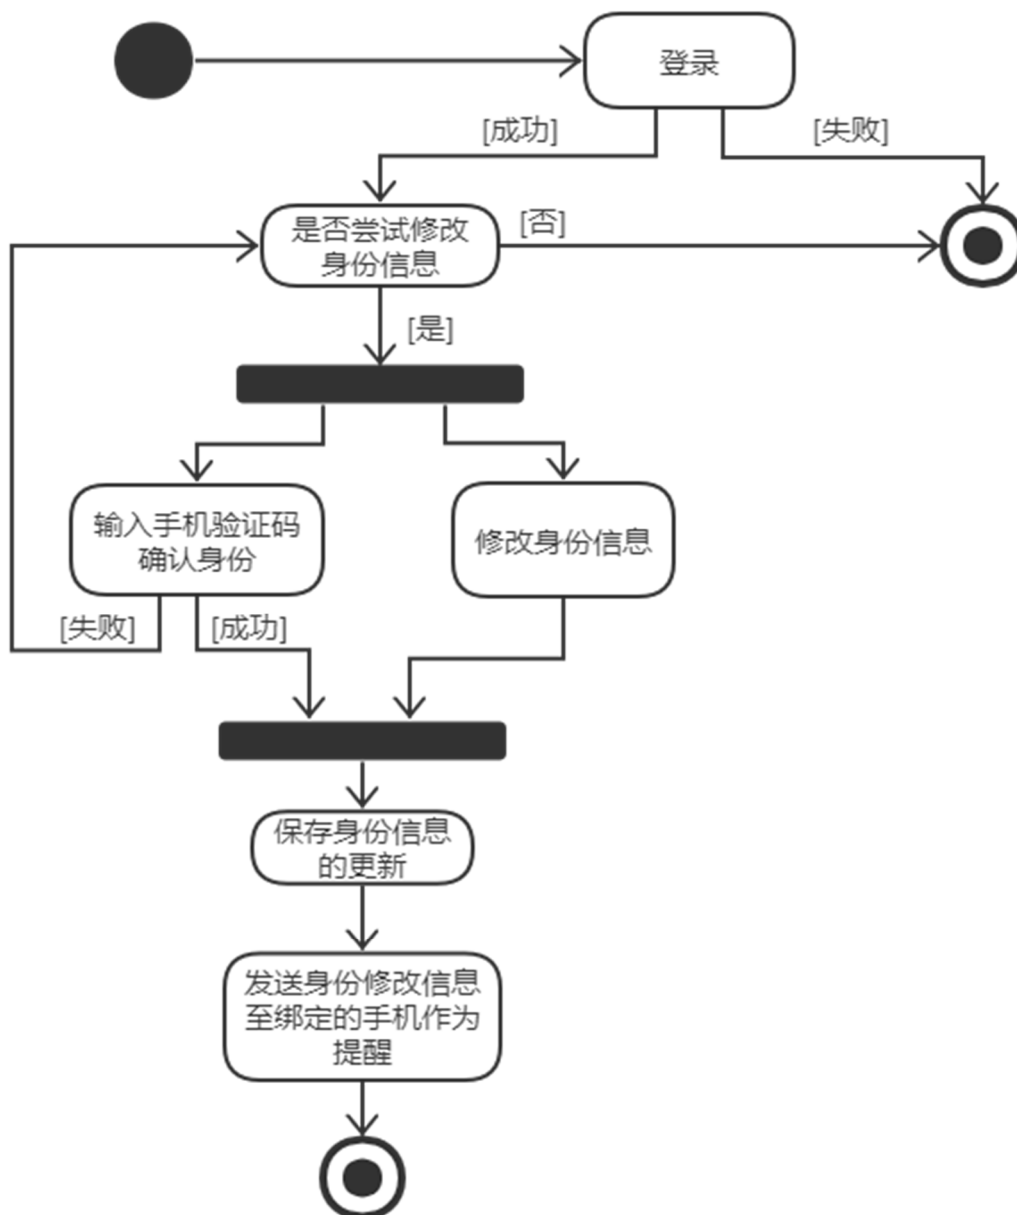 登录
[成功]
[失败]
是否尝试修改
身份信息
[否]
[是]
输入手机验证码
确认身份
修改身份信息
[失败]
[成功]
保存身份信息
的更新
发送身份修改信息
至绑定的手机作为
提醒